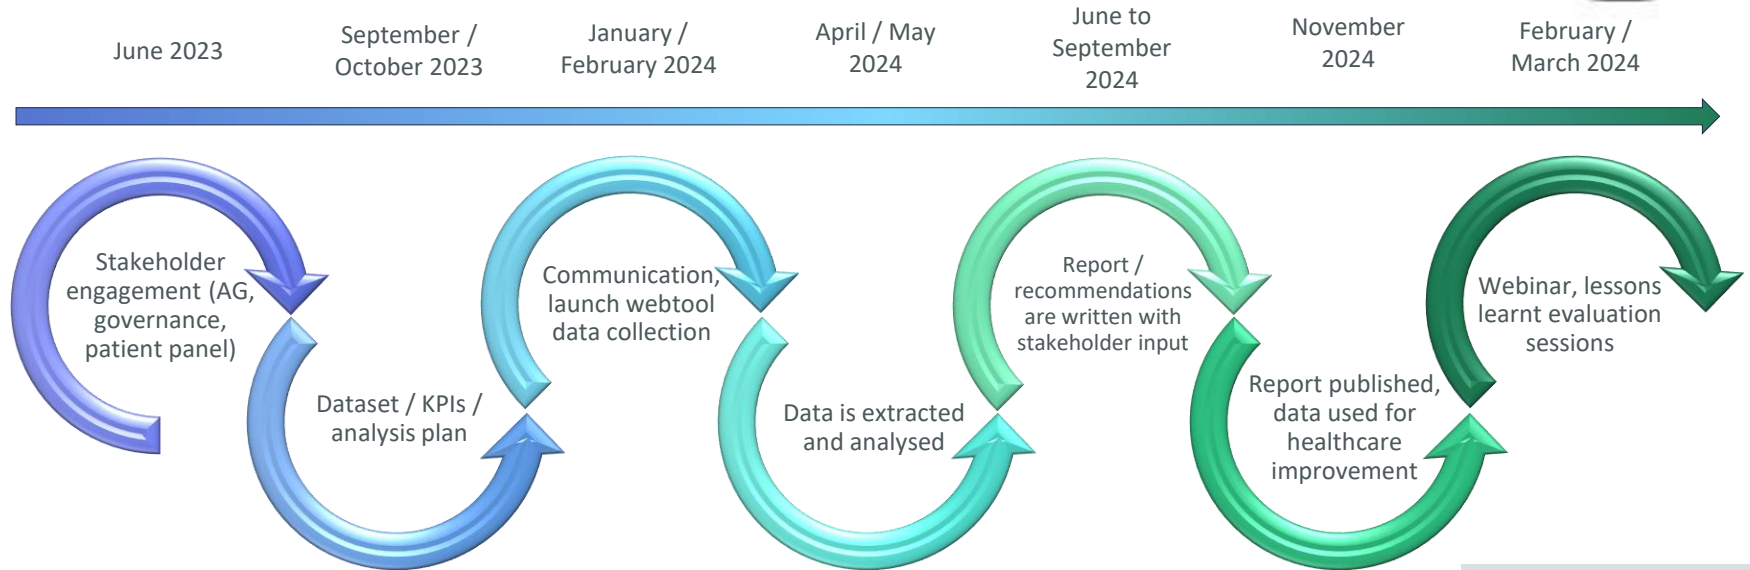 June 2023
September /
October 2023
January /
February 2024
April / May
2024
June to
September
2024
November
2024
February /
March 2024
Stakeholder
engagement (AG,
governance,
patient panel)
Dataset / KPIs /
analysis plan
Communication,
launch webtool
data collection
Data is extracted
and analysed
Report /
recommendations
are written with
stakeholder input
Report published,
data used for
healthcare
improvement
Webinar, lessons
learnt evaluation
sessions